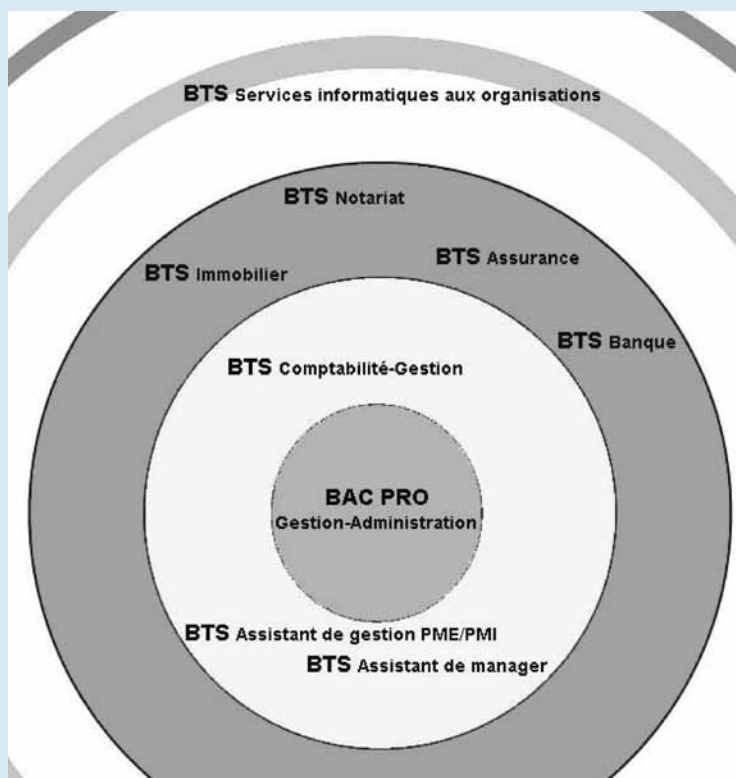 BTS Services informatiques aux organisations
BTS Notariat
BTS Assurance
BTS Immobilier
BTS Banque
BTS Comptabilité-Gestion
BAC PRO
Gestion-Administration
BTS Assistant de gestion PME/PMI
BTS Assistant de manager